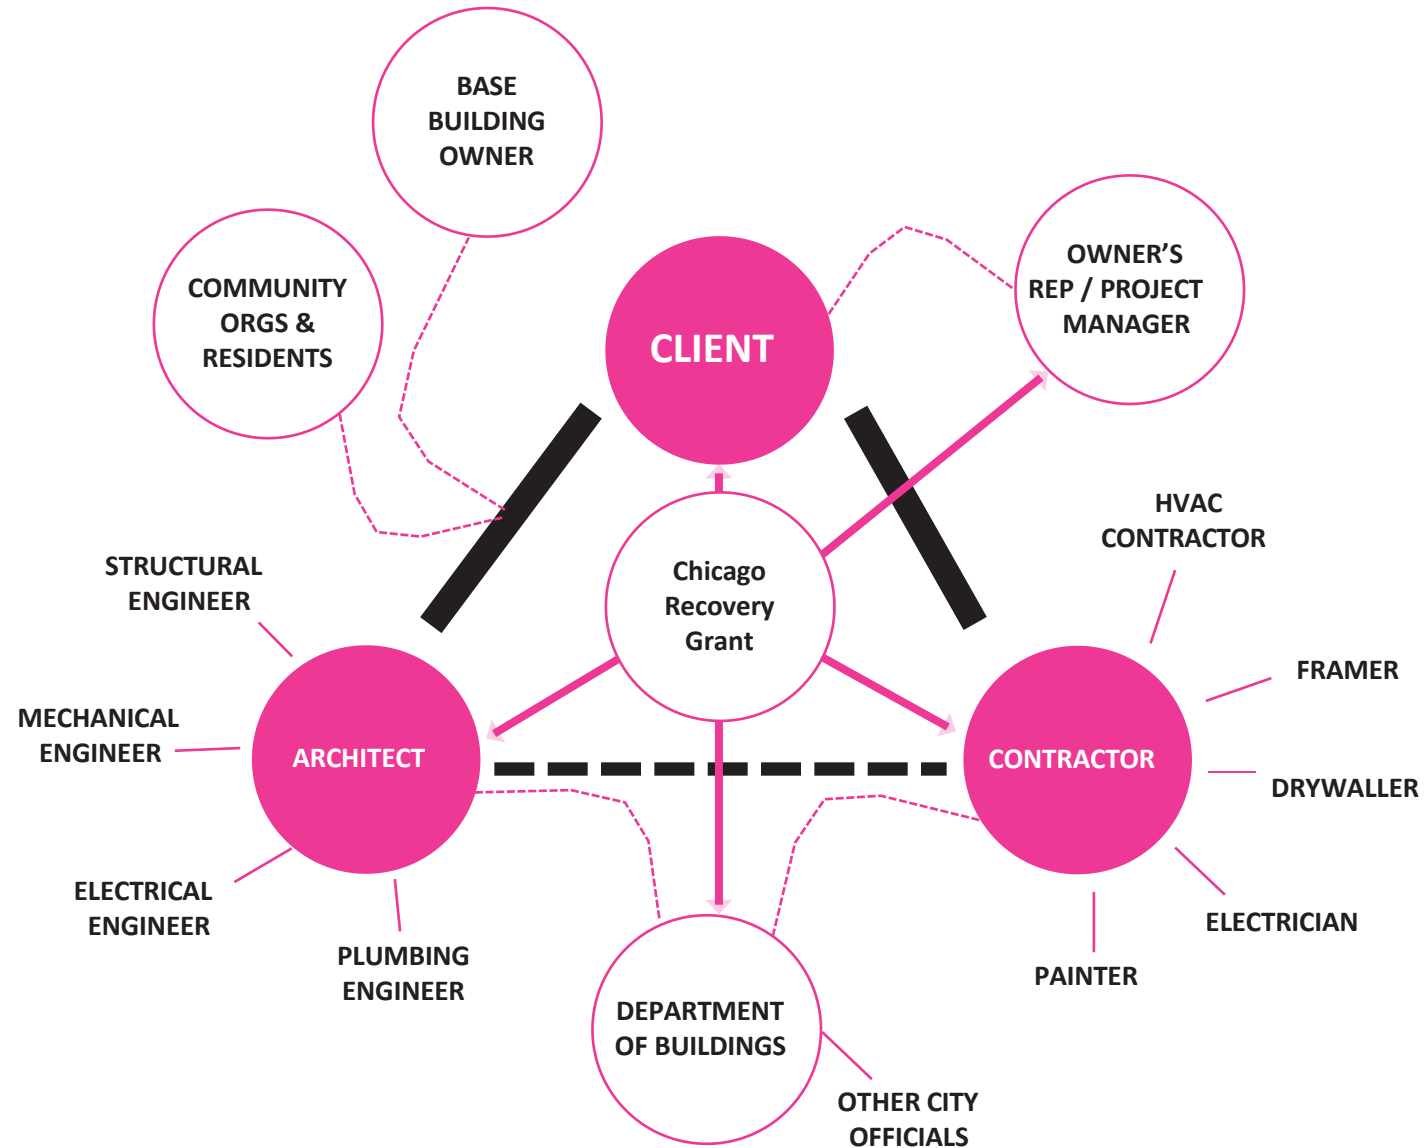 BASE
BUILDING
OWNER
COMMUNITY
ORGS &
RESIDENTS
CLIENT
OWNER’S
REP / PROJECT
MANAGER
Chicago
Recovery
Grant
HVAC
CONTRACTOR
STRUCTURAL
ENGINEER
FRAMER
MECHANICAL
ENGINEER
ARCHITECT
CONTRACTOR
DRYWALLER
ELECTRICAL
ENGINEER
ELECTRICIAN
PLUMBING
ENGINEER
PAINTER
DEPARTMENT
OF BUILDINGS
OTHER CITY
OFFICIALS